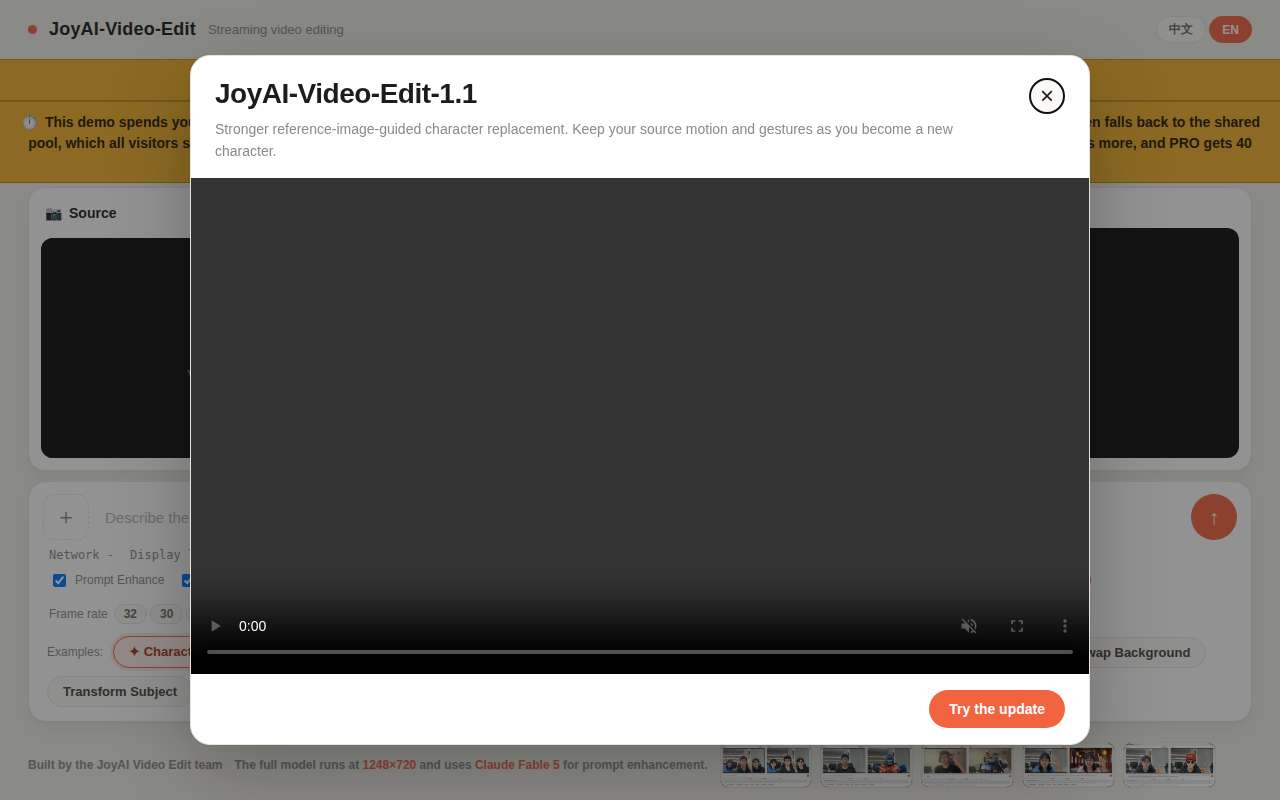 JoyAI-Video-Edit Streaming video editing 中文 EN
JoyAI-Video-Edit-1.1
Stronger reference-image-guided character replacement. Keep your source motion and gestures as you become a new
character.
This demo spends you
n falls back to the shared
pool, which all visitors s
s more, and PRO gets 40
Source
0:00
Describe the
Network - Display
Prompt Enhance
Frame rate 32 30
Examples: ✦ Charact
wap Background
Transform Subject
Try the update
Built by the JoyAI Video Edit team The full model runs at 1248×720 and uses Claude Fable 5 for prompt enhancement.